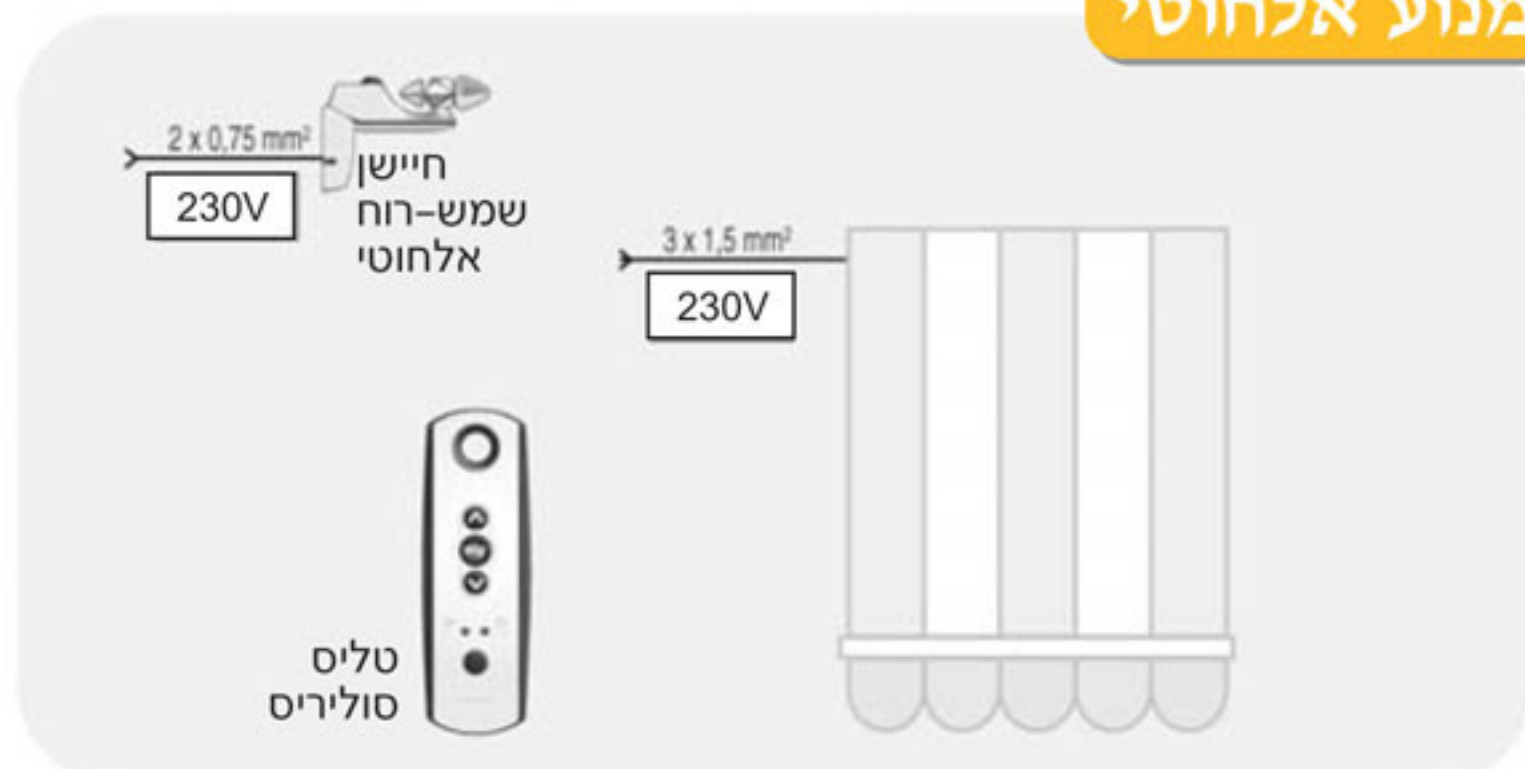 מנוע אלחוטי
2 x 0,75 mm²
230V
חיישן
שמש-רוח
אלחוטי
3 x 1,5 mm²
230V
טליס
סוליריס